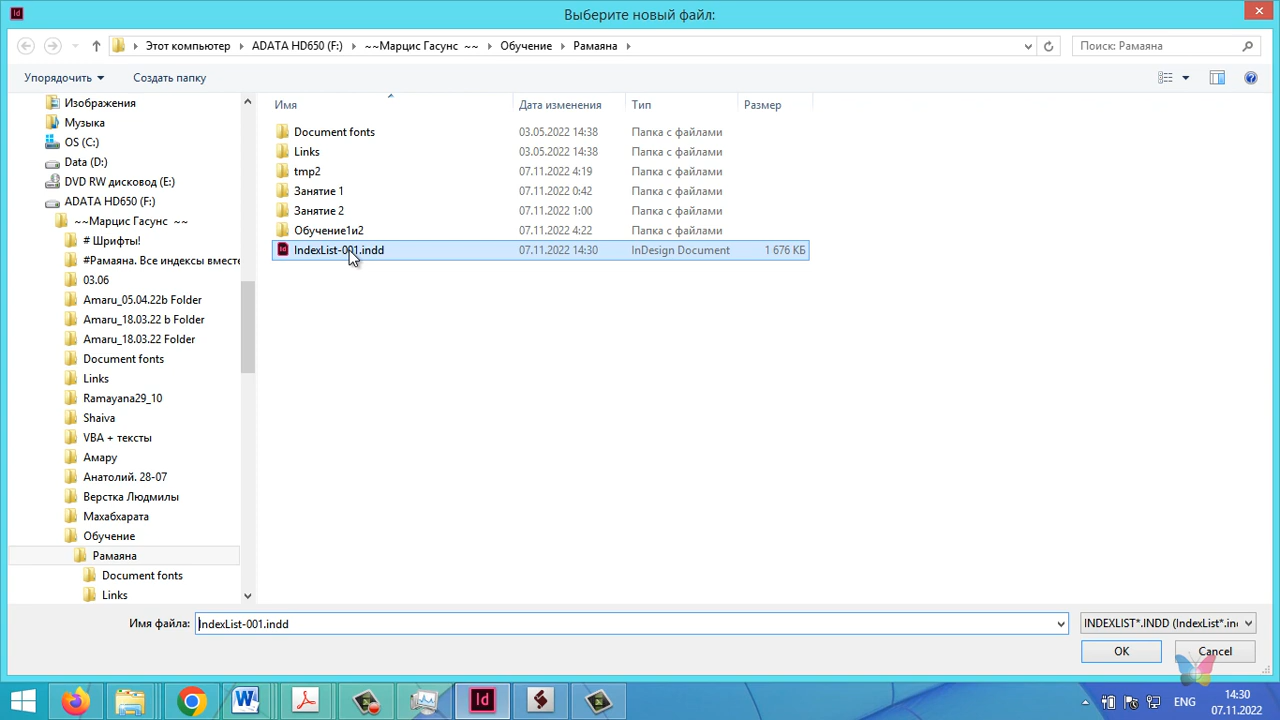 Выберите новый файл:
Этот компьютер ADATA HD650 (F:) ~~Марцис Гасунс ~~ Обучение Рамаяна
Поиск: Рамаяна
Упорядочить Создать папку
Имя Дата изменения Тип Размер
Изображения
Музыка
OS (C:)
Data (D:)
DVD RW дисковод (E:)
ADATA HD650 (F:)
~~Марцис Гасунс ~~
# Шрифты!
#Рамаяна. Все индексы вместе
03.06
Amaru_05.04.22b Folder
Amaru_18.03.22 b Folder
Amaru_18.03.22 Folder
Document fonts
Links
Ramayana29_10
Shaiva
VBA + тексты
Амару
Анатолий. 28-07
Верстка Людмилы
Махабхарата
Обучение
Рамаяна
Document fonts
Links
Document fonts 03.05.2022 14:38 Папка с файлами
Links 03.05.2022 14:38 Папка с файлами
tmp2 07.11.2022 4:19 Папка с файлами
Занятие 1 07.11.2022 0:42 Папка с файлами
Занятие 2 07.11.2022 1:00 Папка с файлами
Обучение1и2 07.11.2022 4:22 Папка с файлами
IndexList-001.indd 07.11.2022 14:30 InDesign Document 1 676 КБ
Имя файла: IndexList-001.indd
INDEXLIST*.INDD (IndexList*.in
OK Cancel
ENG
14:30
07.11.2022